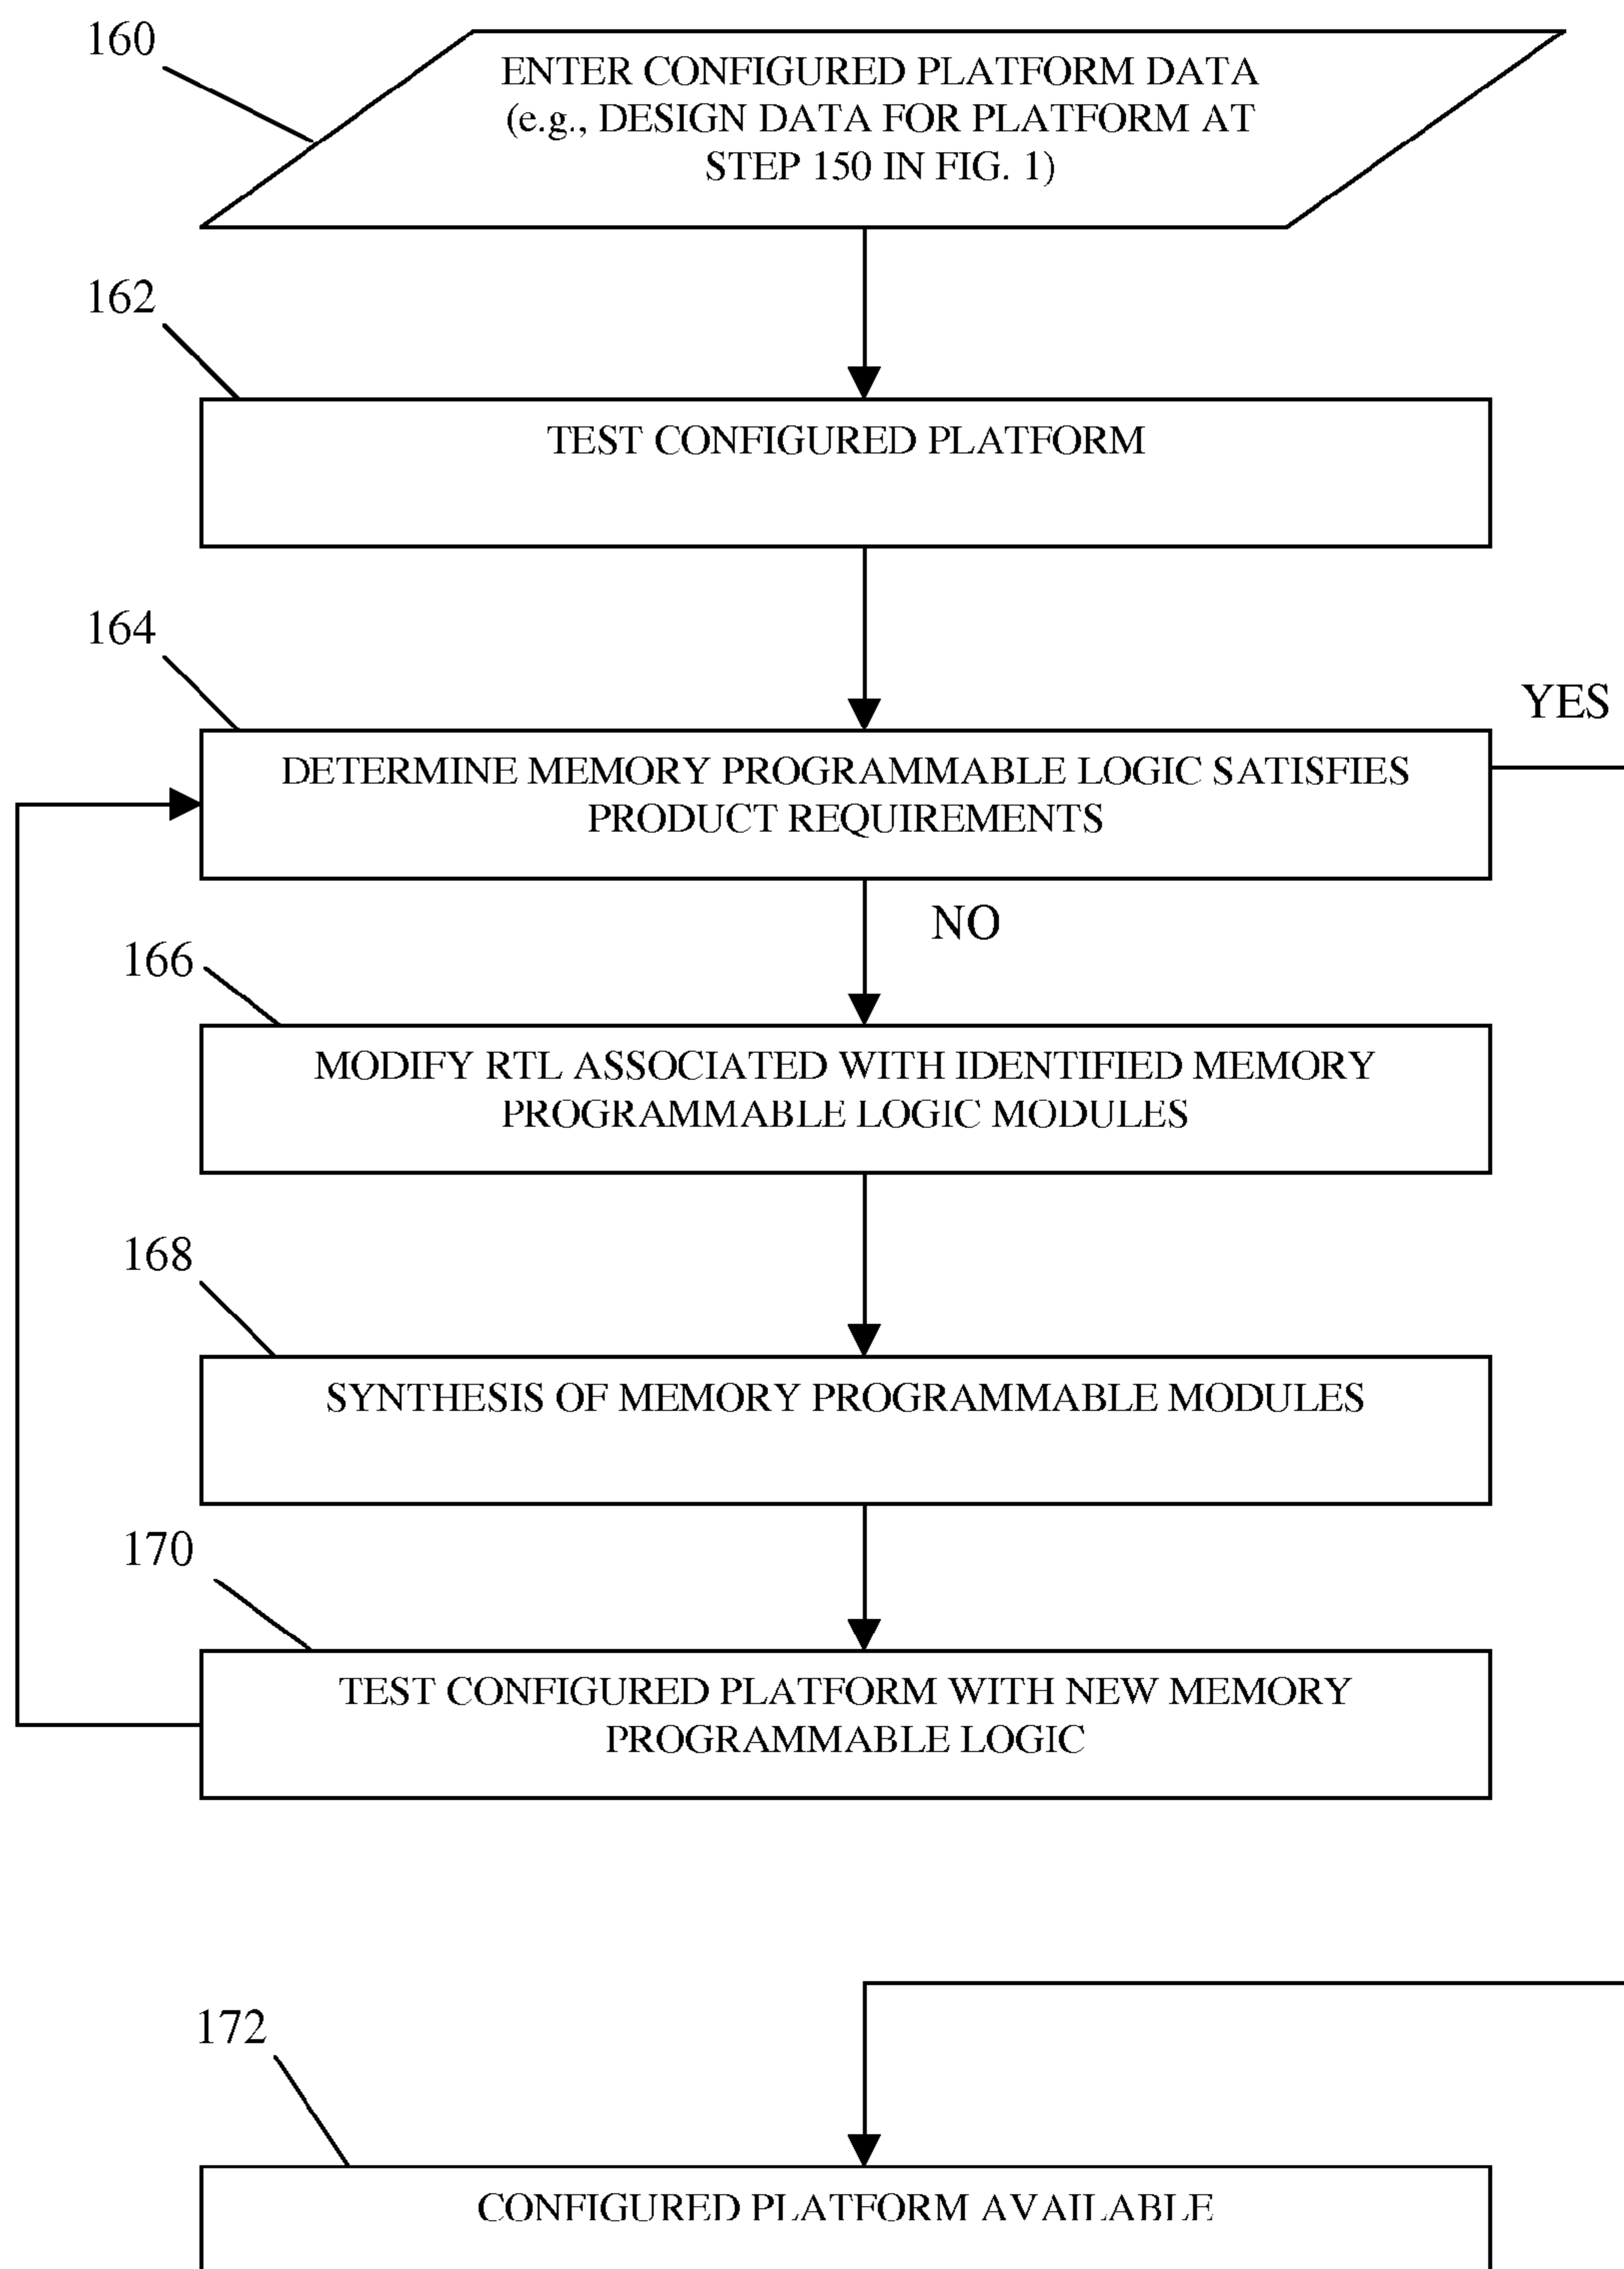 160
ENTER CONFIGURED PLATFORM DATA
(e.g., DESIGN DATA FOR PLATFORM AT
STEP 150 IN FIG. 1)
162
TEST CONFIGURED PLATFORM
164
YES
DETERMINE MEMORY PROGRAMMABLE LOGIC SATISFIES
PRODUCT REQUIREMENTS
NO
166
MODIFY RTL ASSOCIATED WITH IDENTIFIED MEMORY
PROGRAMMABLE LOGIC MODULES
168
SYNTHESIS OF MEMORY PROGRAMMABLE MODULES
170
TEST CONFIGURED PLATFORM WITH NEW MEMORY
PROGRAMMABLE LOGIC
172
CONFIGURED PLATFORM AVAILABLE